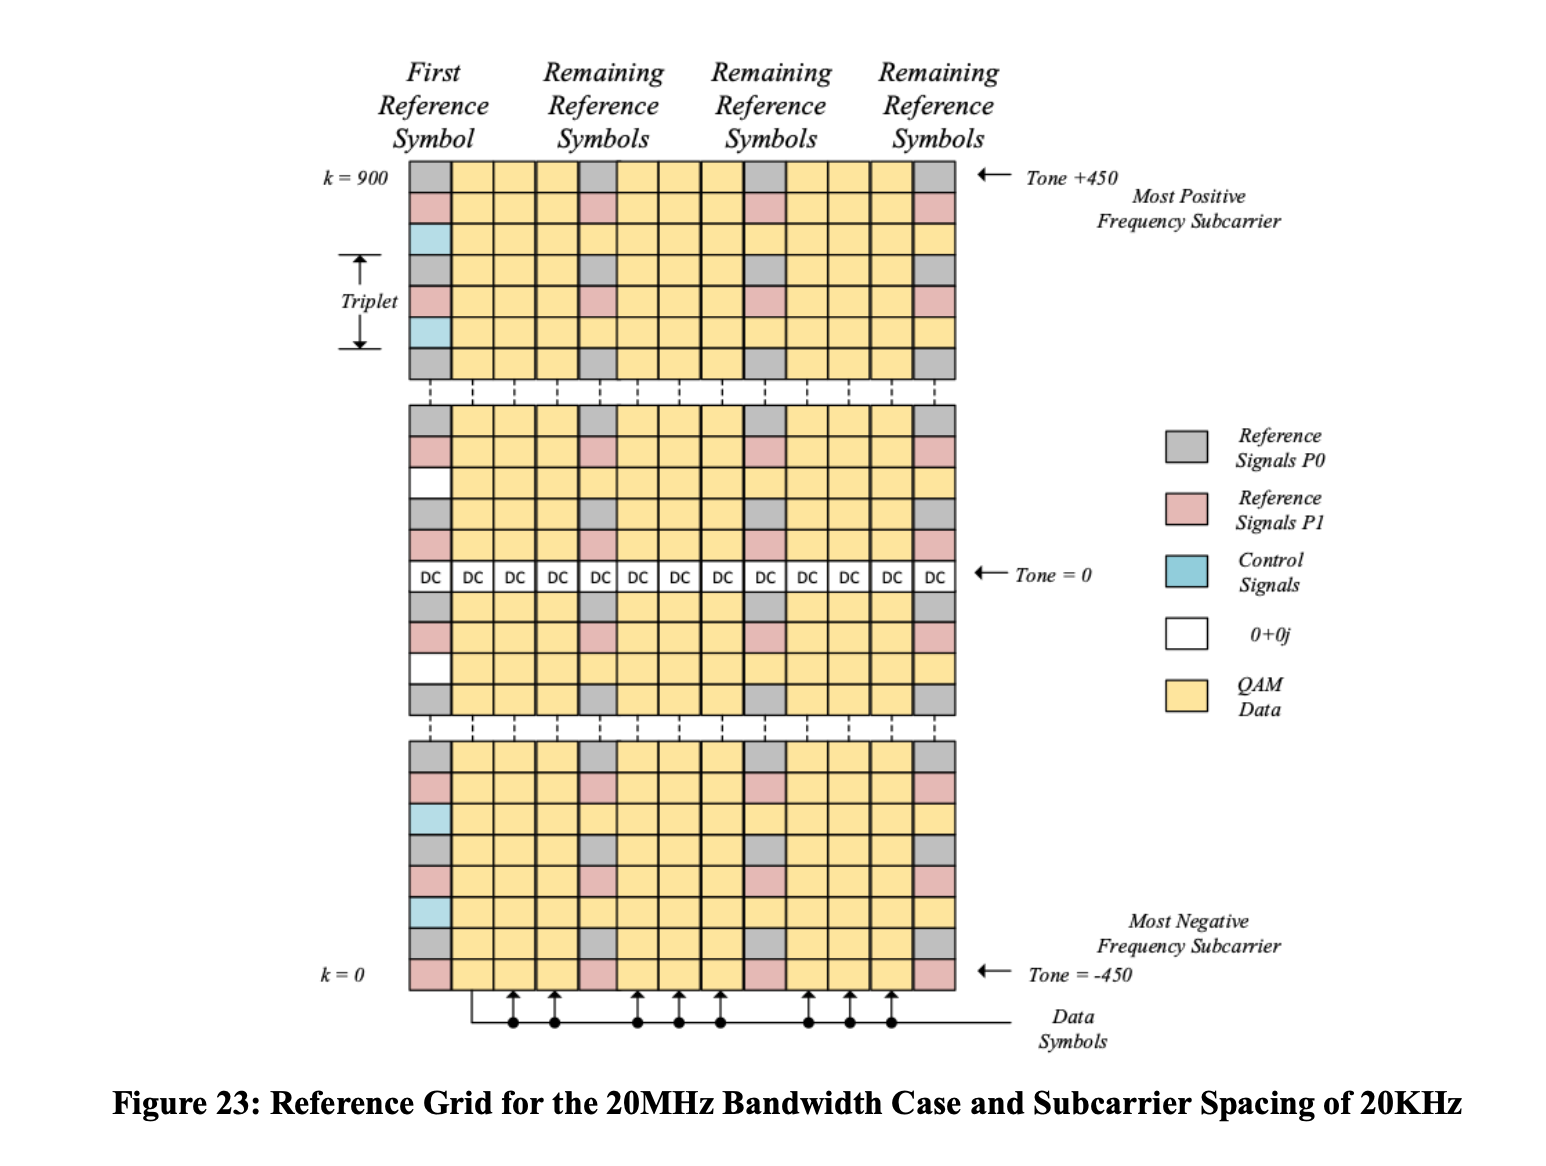 First
Reference
Symbol
Remaining
Reference
Symbols
Remaining
Reference
Symbols
Remaining
Reference
Symbols
k = 900
Tone +450
Most Positive
Frequency Subcarrier
Triplet
Reference
Signals P0
Reference
Signals P1
Control
Signals
0+0j
QAM
Data
DC DC DC DC DC DC DC DC DC DC DC DC DC
Tone = 0
Most Negative
Frequency Subcarrier
k = 0
Tone = -450
Data
Symbols
Figure 23: Reference Grid for the 20MHz Bandwidth Case and Subcarrier Spacing of 20KHz